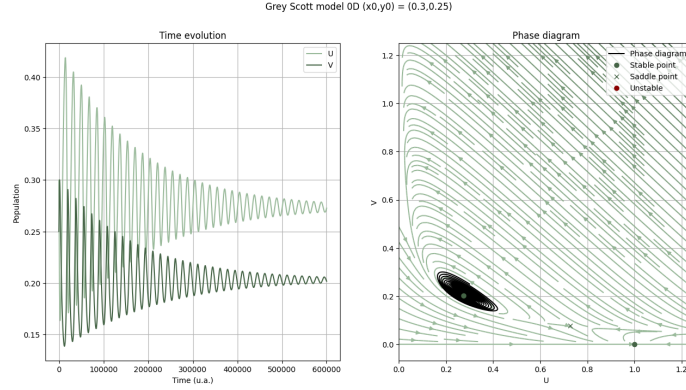 Grey Scott model 0D (x0,y0) = (0.3,0.25)
Time evolution
U
V
0.40
0.35
0.30
0.25
0.20
0.15
Population
0
100000
200000
300000
400000
500000
600000
Time (u.a.)
Phase diagram
Phase diagram
Stable point
Saddle point
Unstable
1.2
1.0
0.8
0.6
0.4
0.2
0.0
V
0.0
0.2
0.4
0.6
0.8
1.0
1.2
U